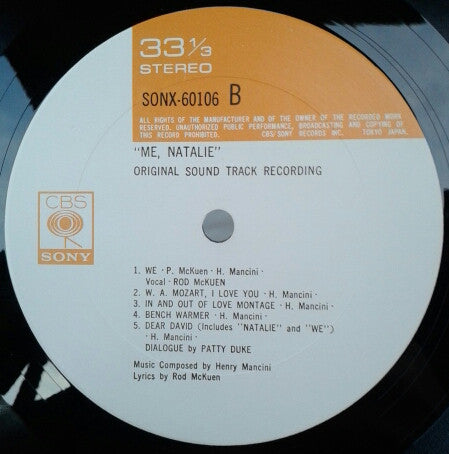 33 1/3
STEREO
SONX-60106 B
ALL RIGHTS OF THE MANUFACTURER AND OF THE OWNER OF THE RECORDED WORK
RESERVED. UNAUTHORIZED PUBLIC PERFORMANCE, BROADCASTING AND COPYING OF
THIS RECORD PROHIBITED. CBS/SONY RECORDS INC. TOKYO JAPAN.
"ME, NATALIE"
ORIGINAL SOUND TRACK RECORDING
CBS
SONY
1. WE · P. McKuen · H. Mancini ·
Vocal · ROD McKUEN
2. W. A. MOZART, I LOVE YOU · H. Mancini ·
3. IN AND OUT OF LOVE MONTAGE · H. Mancini ·
4. BENCH WARMER · H. Mancini ·
5. DEAR DAVID (Includes "NATALIE" and "WE")
· H. Mancini ·
DIALOGUE by PATTY DUKE
Music Composed by Henry Mancini
Lyrics by Rod McKuen